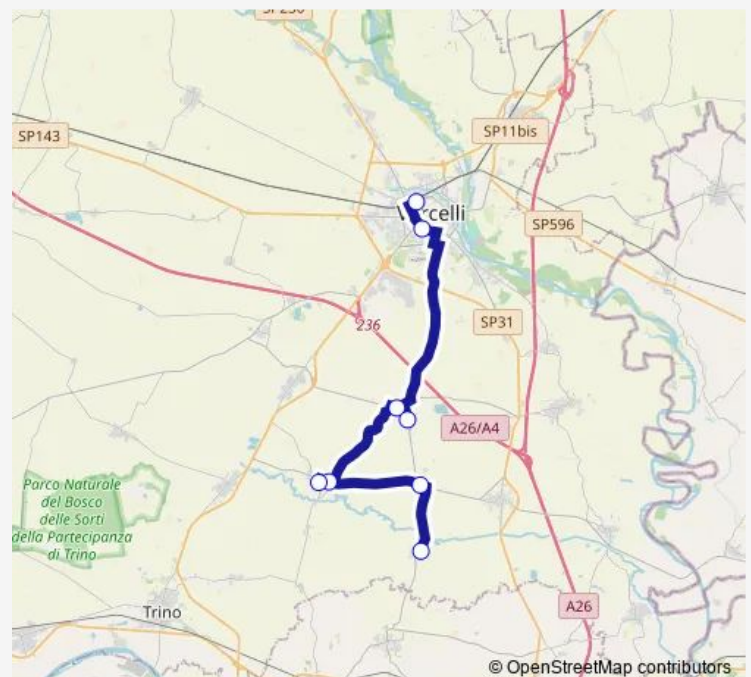 SP230
SP143
SP11bis
Vercelli
SP596
SP31
236
A26/A4
Parco Naturale
del Bosco
delle Sorti
della Partecipanza
di Trino
Trino
A26
© OpenStreetMap contributors